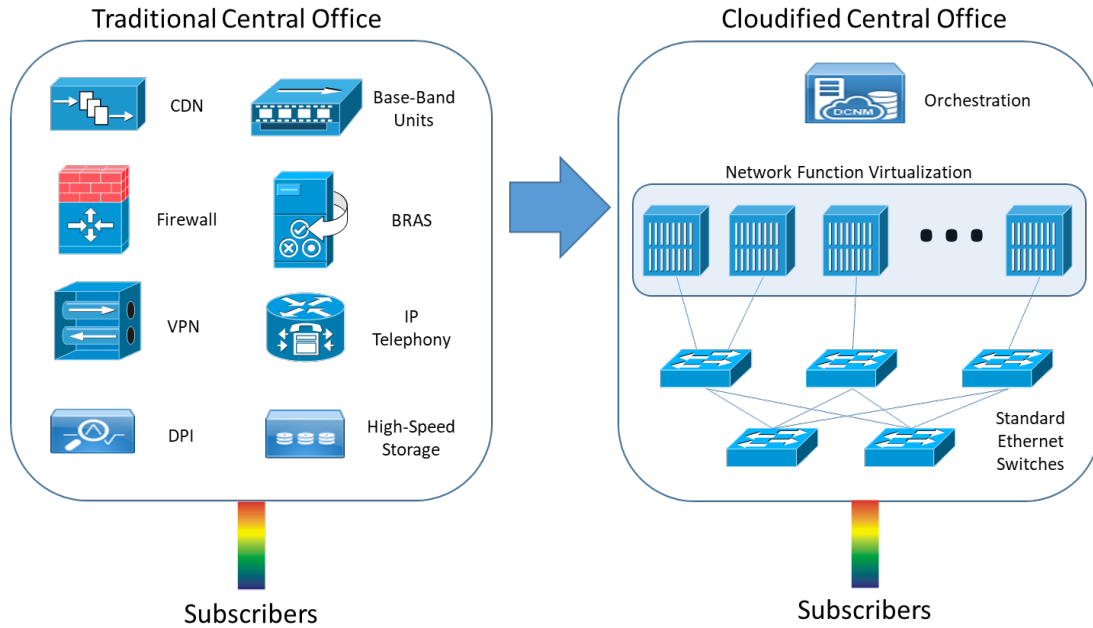 Traditional Central Office
CDN
Base-Band
Units
Firewall
BRAS
VPN
IP
Telephony
DPI
High-Speed
Storage
Subscribers
Cloudified Central Office
DCNM
Orchestration
Network Function Virtualization
Standard
Ethernet
Switches
Subscribers